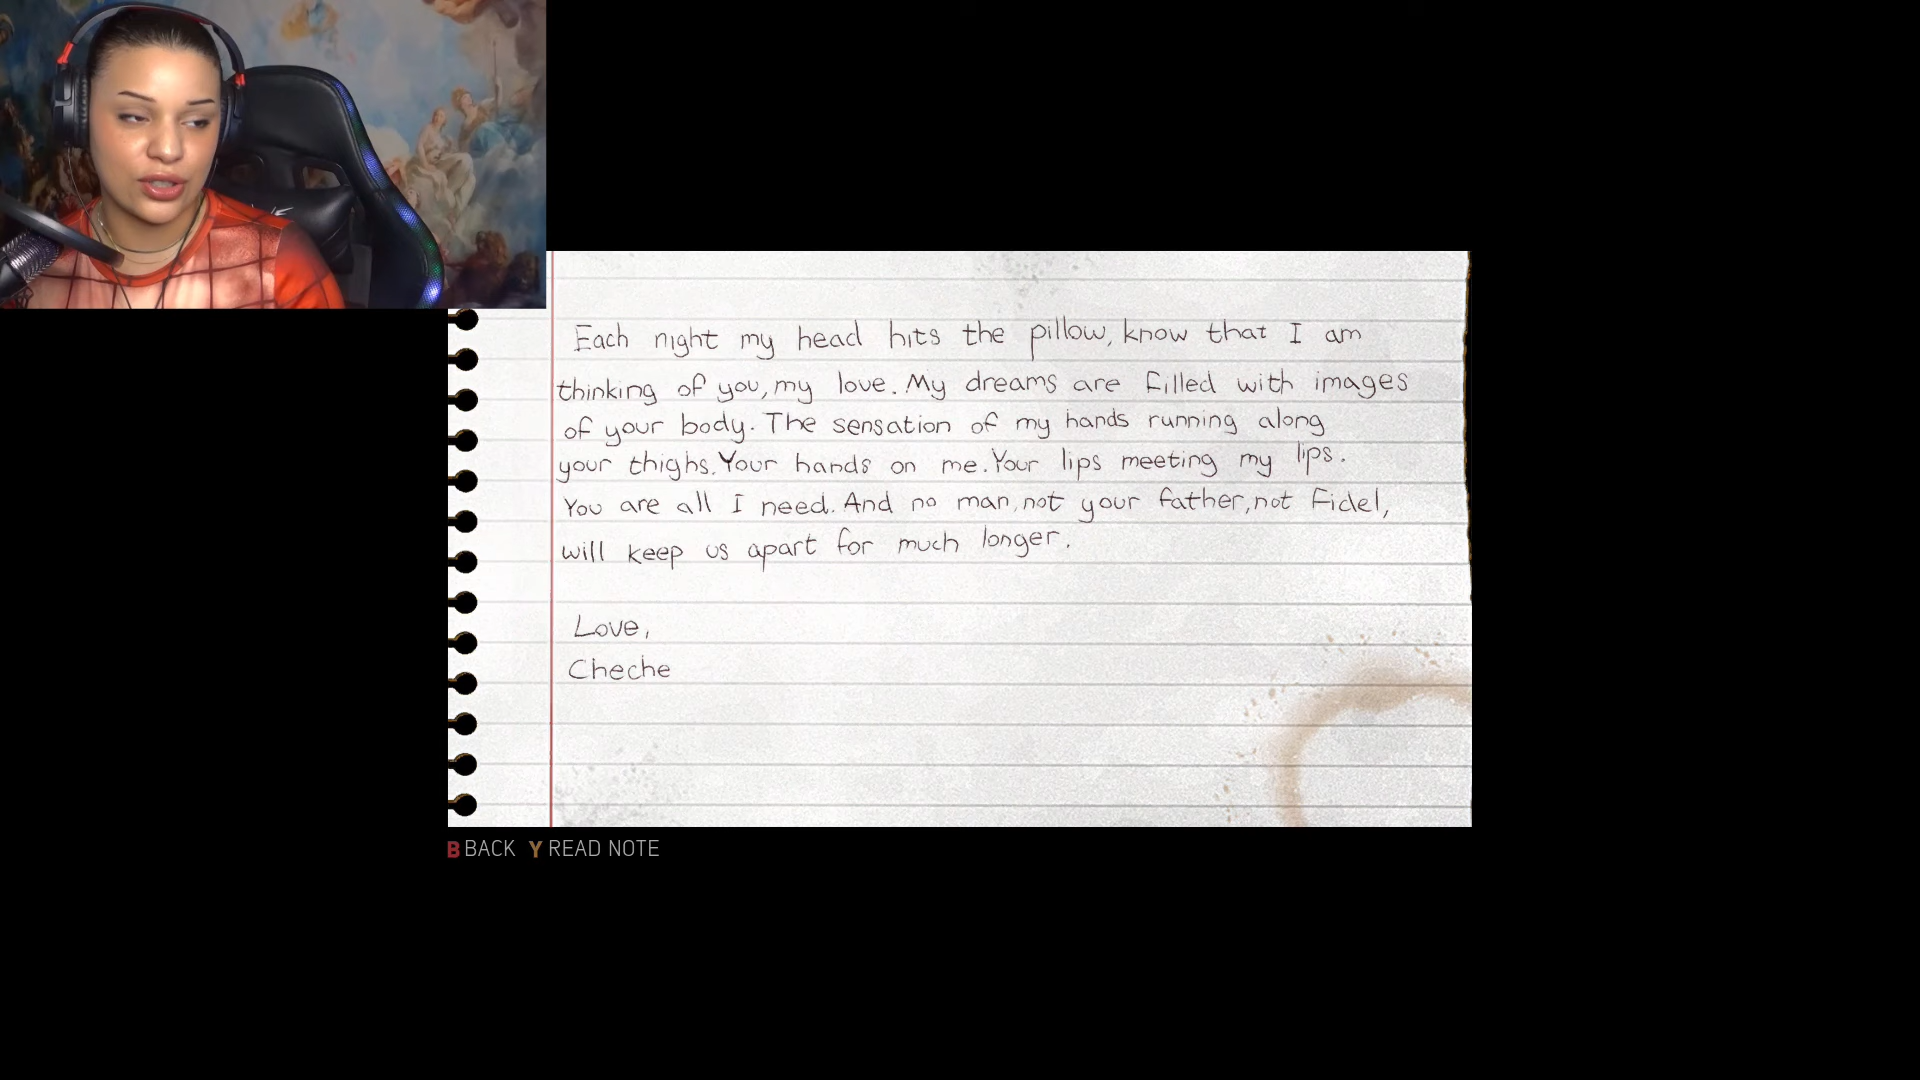 Each night my head hits the pillow, know that I am
thinking of you, my love. My dreams are filled with images
of your body. The sensation of my hands running along
your thighs. Your hands on me. Your lips meeting my lips.
You are all I need. And no man, not your father, not Fidel,
will keep us apart for much longer.
Love,
Cheche
B BACK Y READ NOTE